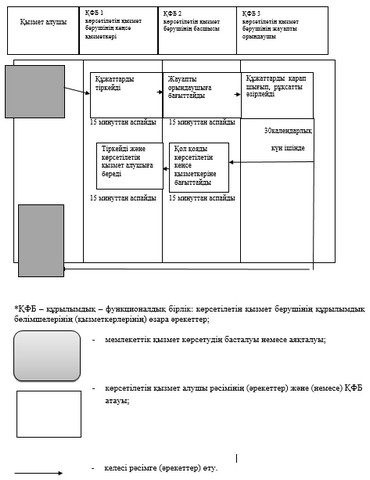 Қызмет алушы
ҚФБ 1
көрсетілетін қызмет
берушінің кеңсе
қызметкері
ҚФБ 2
көрсетілетін қызмет
берушінің басшысы
ҚФБ 3
көрсетілетін қызмет
берушінің жауапты
орындаушы
Құжаттарды
тіркейді
Жауапты
орындаушыға
бағыттайды
Құжаттарды қарап
шығып, рұқсатты
әзірлейді
15 минуттан аспайды
15 минуттан аспайды
30календарлық
күн ішінде
Тіркейді және
көрсетілетін
қызмет алушыға
береді
Қол қояды
көрсетілетін
кеңсе
қызметкеріне
бағыттайды
15 минуттан аспайды
15 минуттан аспайды
*ҚФБ – құрылымдық – функционалдық бірлік: көрсетілетін қызмет берушінің құрылымдық
бөлімшелерінің (қызметкерлерінің) өзара әрекеттер;
- мемлекеттік қызмет көрсетудің басталуы немесе аяқталуы;
- көрсетілетін қызмет алушы рәсімінің (әрекеттер) және (немесе) ҚФБ
атауы;
- келесі рәсімге (әрекеттер) өту.